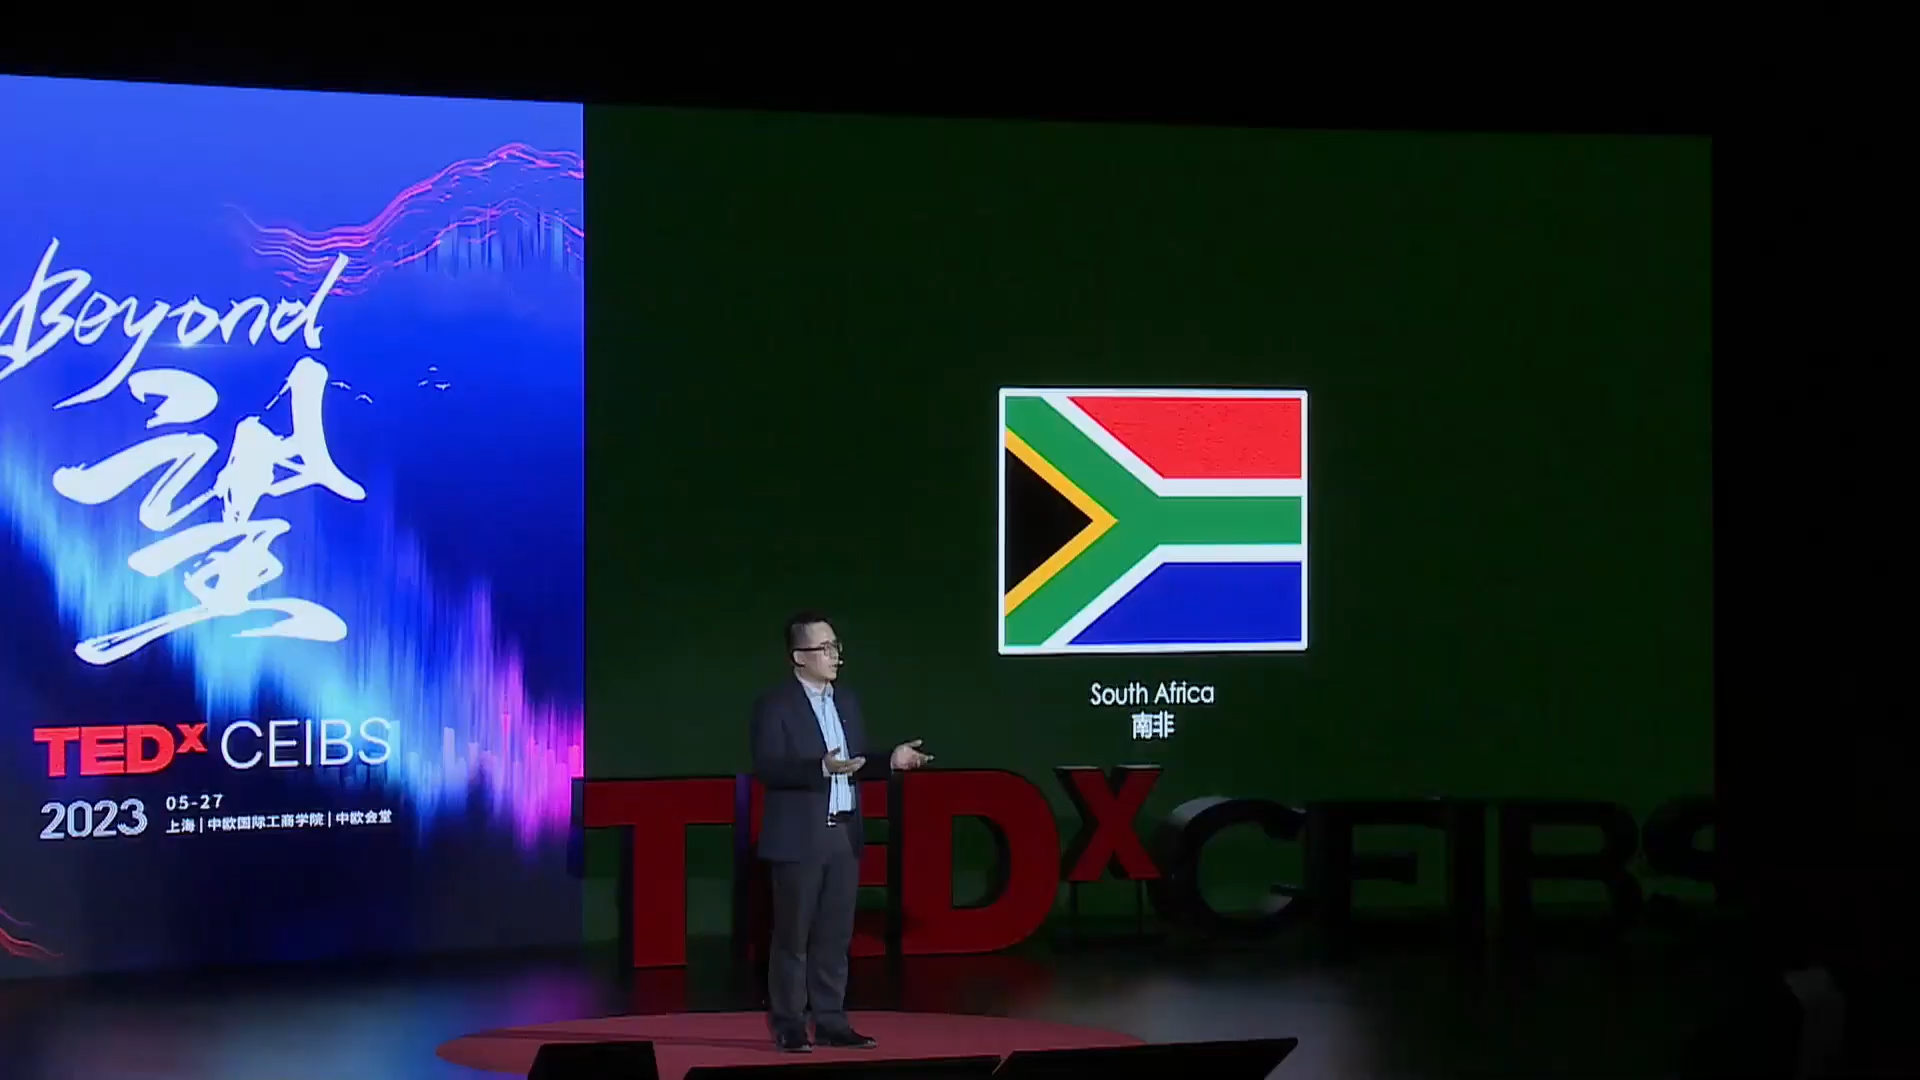 Beyond
望
TEDx CEIBS
2023
05-27
上海 | 中欧国际工商学院 | 中欧会堂
South Africa
南非
TEDx CEIBS